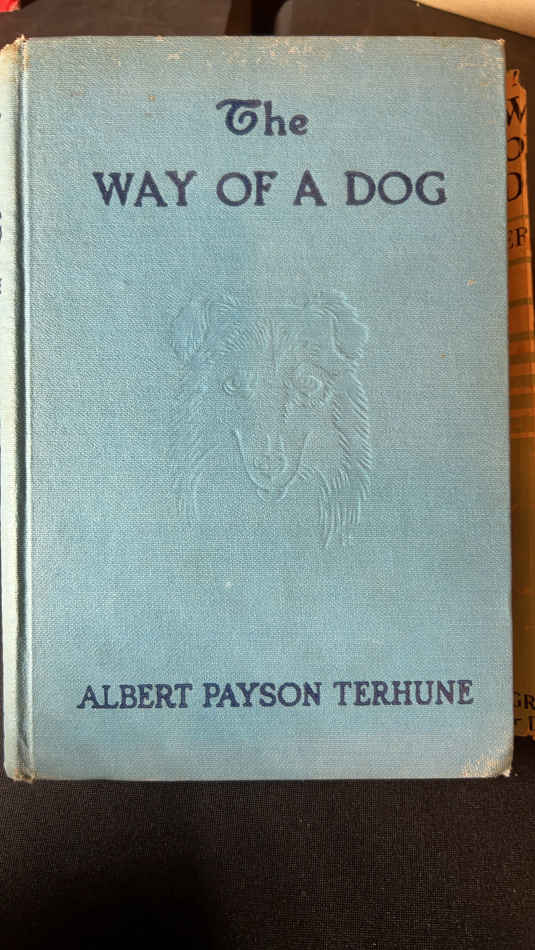 The
WAY OF A DOG
ALBERT PAYSON TERHUNE